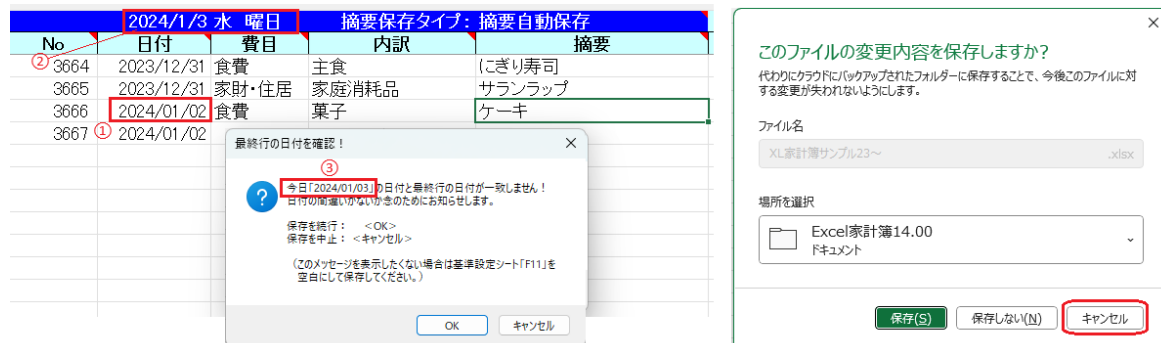 2024/1/3 水 曜日 摘要保存タイプ: 摘要自動保存
No 日付 費目 内訳 摘要
②
3664 2023/12/31 食費 主食 にぎり寿司
3665 2023/12/31 家財・住居 家庭消耗品 サランラップ
3666 2024/01/02 食費 菓子 ケーキ
3667 ① 2024/01/02
最終行の日付を確認！
③
今日「2024/01/03」の日付と最終行の日付が一致しません！
日付の間違いがないか念のためにお知らせします。
保存を続行： <OK>
保存を中止： <キャンセル>
（このメッセージを表示したくない場合は基準設定シート「F11」を
空白にして保存してください。）
OK キャンセル
このファイルの変更内容を保存しますか?
代わりにクラウドにバックアップされたフォルダーに保存することで、今後このファイルに対
する変更が失われないようにします。
ファイル名
XL家計簿サンプル23～ .xlsx
場所を選択
Excel家計簿14.00
ドキュメント
保存(S) 保存しない(N) キャンセル